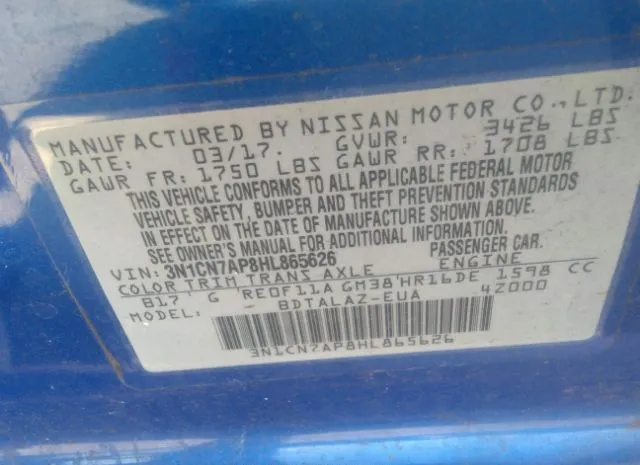 MANUFACTURED BY NISSAN MOTOR CO., LTD.
DATE: 03/17. GVWR: 3426 LBS
GAWR FR: 1750 LBS GAWR RR: 1708 LBS
THIS VEHICLE CONFORMS TO ALL APPLICABLE FEDERAL MOTOR
VEHICLE SAFETY, BUMPER AND THEFT PREVENTION STANDARDS
IN EFFECT ON THE DATE OF MANUFACTURE SHOWN ABOVE.
SEE OWNER'S MANUAL FOR DETAILS.
VIN: 3N1CN7AP8HL865626 PASSENGER CAR.
COLOR TRIM TRANS AXLE ENGINE
B17 G RE0F11A GM38 HR16DE 1598 CC
MODEL: BDTALAZ-EUA 4Z000
3N1CN7AP8HL865626